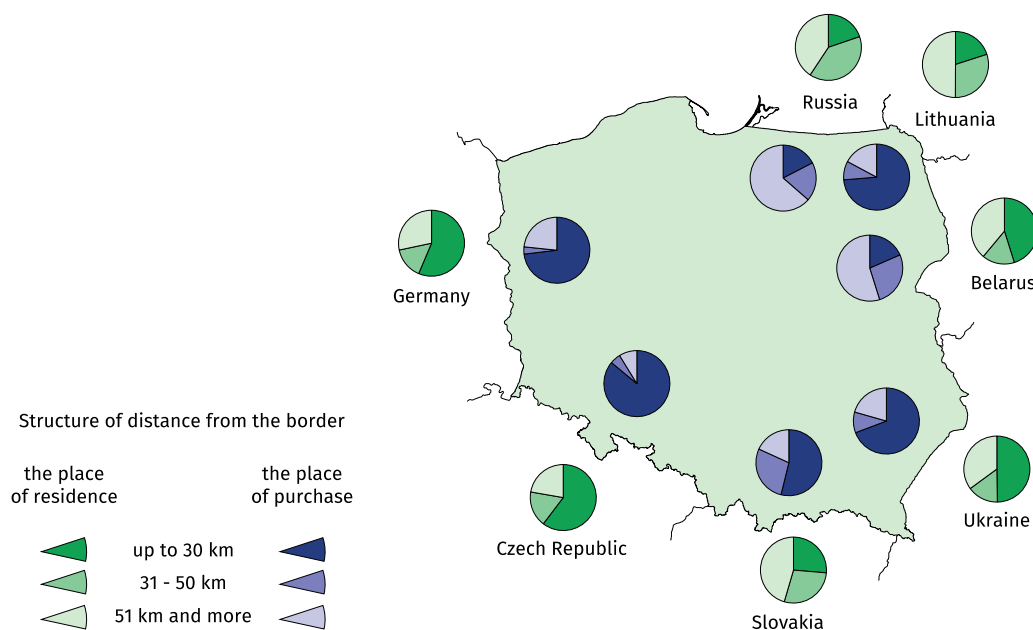 Russia
Lithuania
Germany
Belarus
Structure of distance from the border
the place
of residence
the place
of purchase
Czech Republic
Ukraine
Slovakia
up to 30 km
31 - 50 km
51 km and more